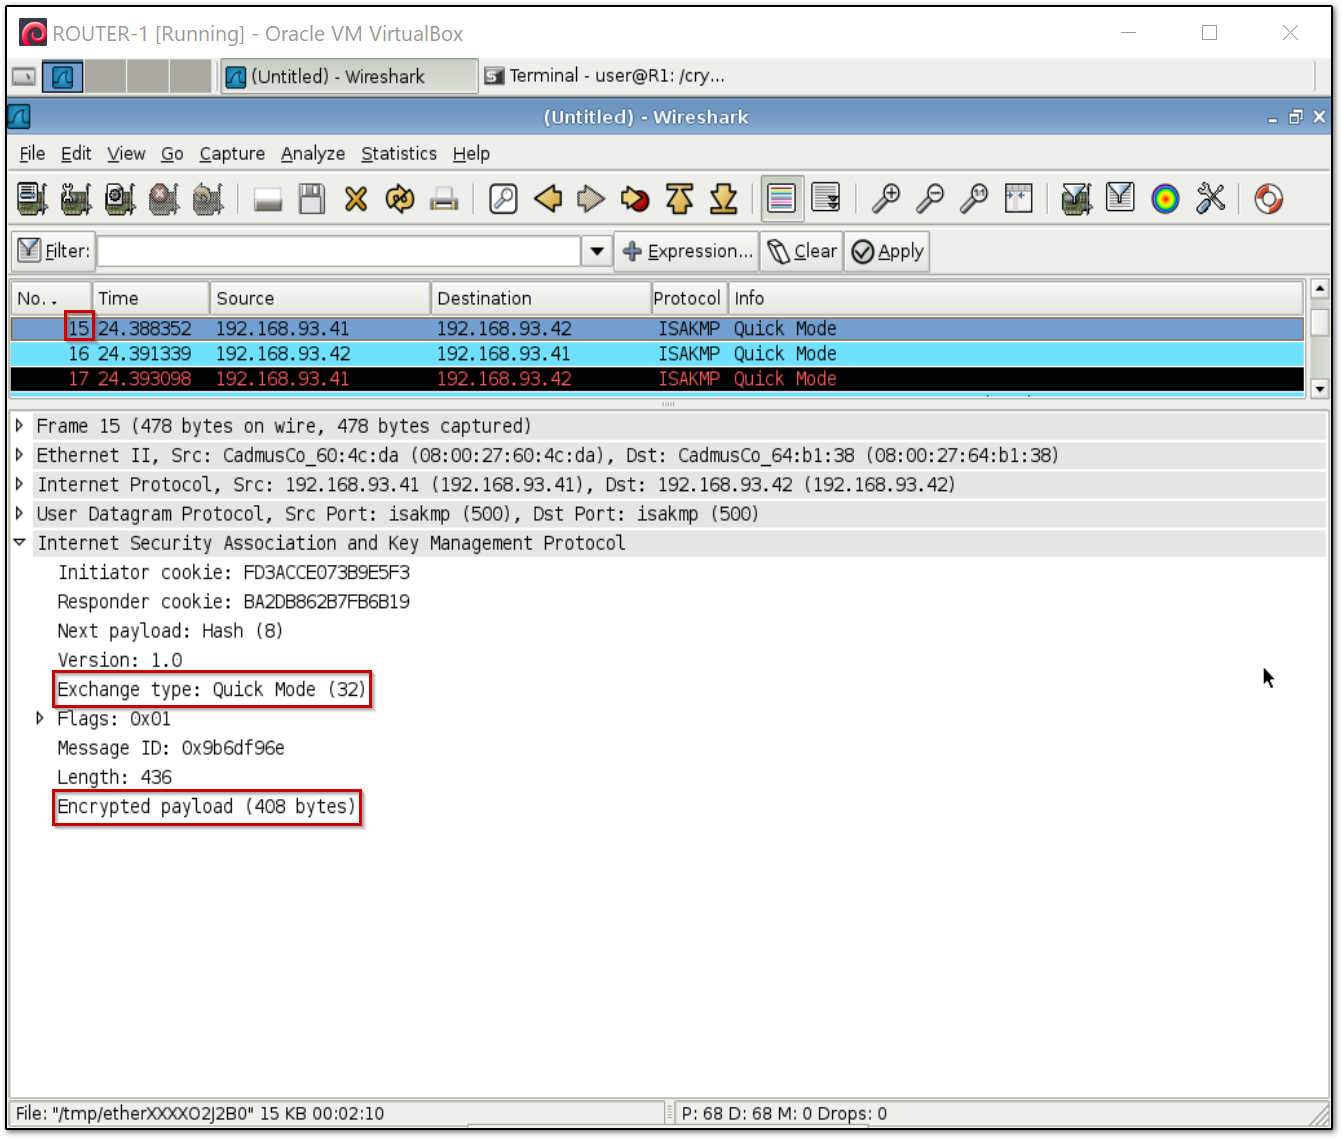 ROUTER-1 [Running] - Oracle VM VirtualBox
(Untitled) - Wireshark Terminal - user@R1: /cry...
(Untitled) - Wireshark
File Edit View Go Capture Analyze Statistics Help
Filter: Expression... Clear Apply
No. . Time Source Destination Protocol Info
15 24.388352 192.168.93.41 192.168.93.42 ISAKMP Quick Mode
16 24.391339 192.168.93.42 192.168.93.41 ISAKMP Quick Mode
17 24.393098 192.168.93.41 192.168.93.42 ISAKMP Quick Mode
Frame 15 (478 bytes on wire, 478 bytes captured)
Ethernet II, Src: CadmusCo_60:4c:da (08:00:27:60:4c:da), Dst: CadmusCo_64:b1:38 (08:00:27:64:b1:38)
Internet Protocol, Src: 192.168.93.41 (192.168.93.41), Dst: 192.168.93.42 (192.168.93.42)
User Datagram Protocol, Src Port: isakmp (500), Dst Port: isakmp (500)
Internet Security Association and Key Management Protocol
Initiator cookie: FD3ACCE073B9E5F3
Responder cookie: BA2DB862B7FB6B19
Next payload: Hash (8)
Version: 1.0
Exchange type: Quick Mode (32)
Flags: 0x01
Message ID: 0x9b6df96e
Length: 436
Encrypted payload (408 bytes)
File: "/tmp/etherXXXXO2J2B0" 15 KB 00:02:10 P: 68 D: 68 M: 0 Drops: 0